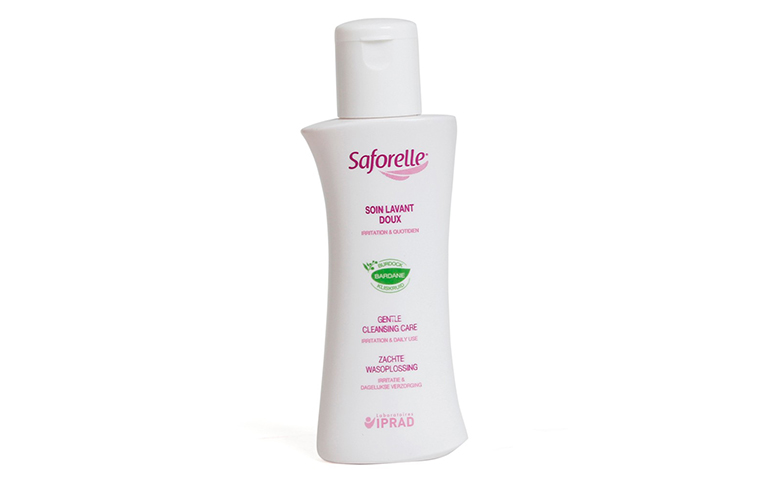 Saforelle
SOIN LAVANT
DOUX
IRRITATION & QUOTIDIEN
BURDOCK
BARDANE
KLISKRUID
GENTLE
CLEANSING CARE
IRRITATION & DAILY USE
ZACHTE
WASOPLOSSING
IRRITATIE &
DAGELIJKSE VERZORGING
Laboratoires
IPRAD